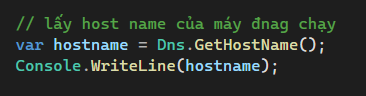 // lấy host name của máy đnag chạy
var hostname = Dns.GetHostName();
Console.WriteLine(hostname);